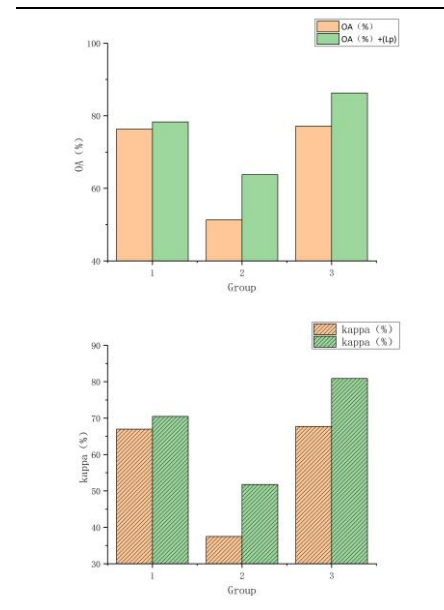 OA（%）
OA（%）+(Lp)
100
80
60
40
OA (%)
1
2
3
Group
kappa（%）
kappa（%）
90
80
70
60
50
40
30
kappa(%)
1
2
3
Group